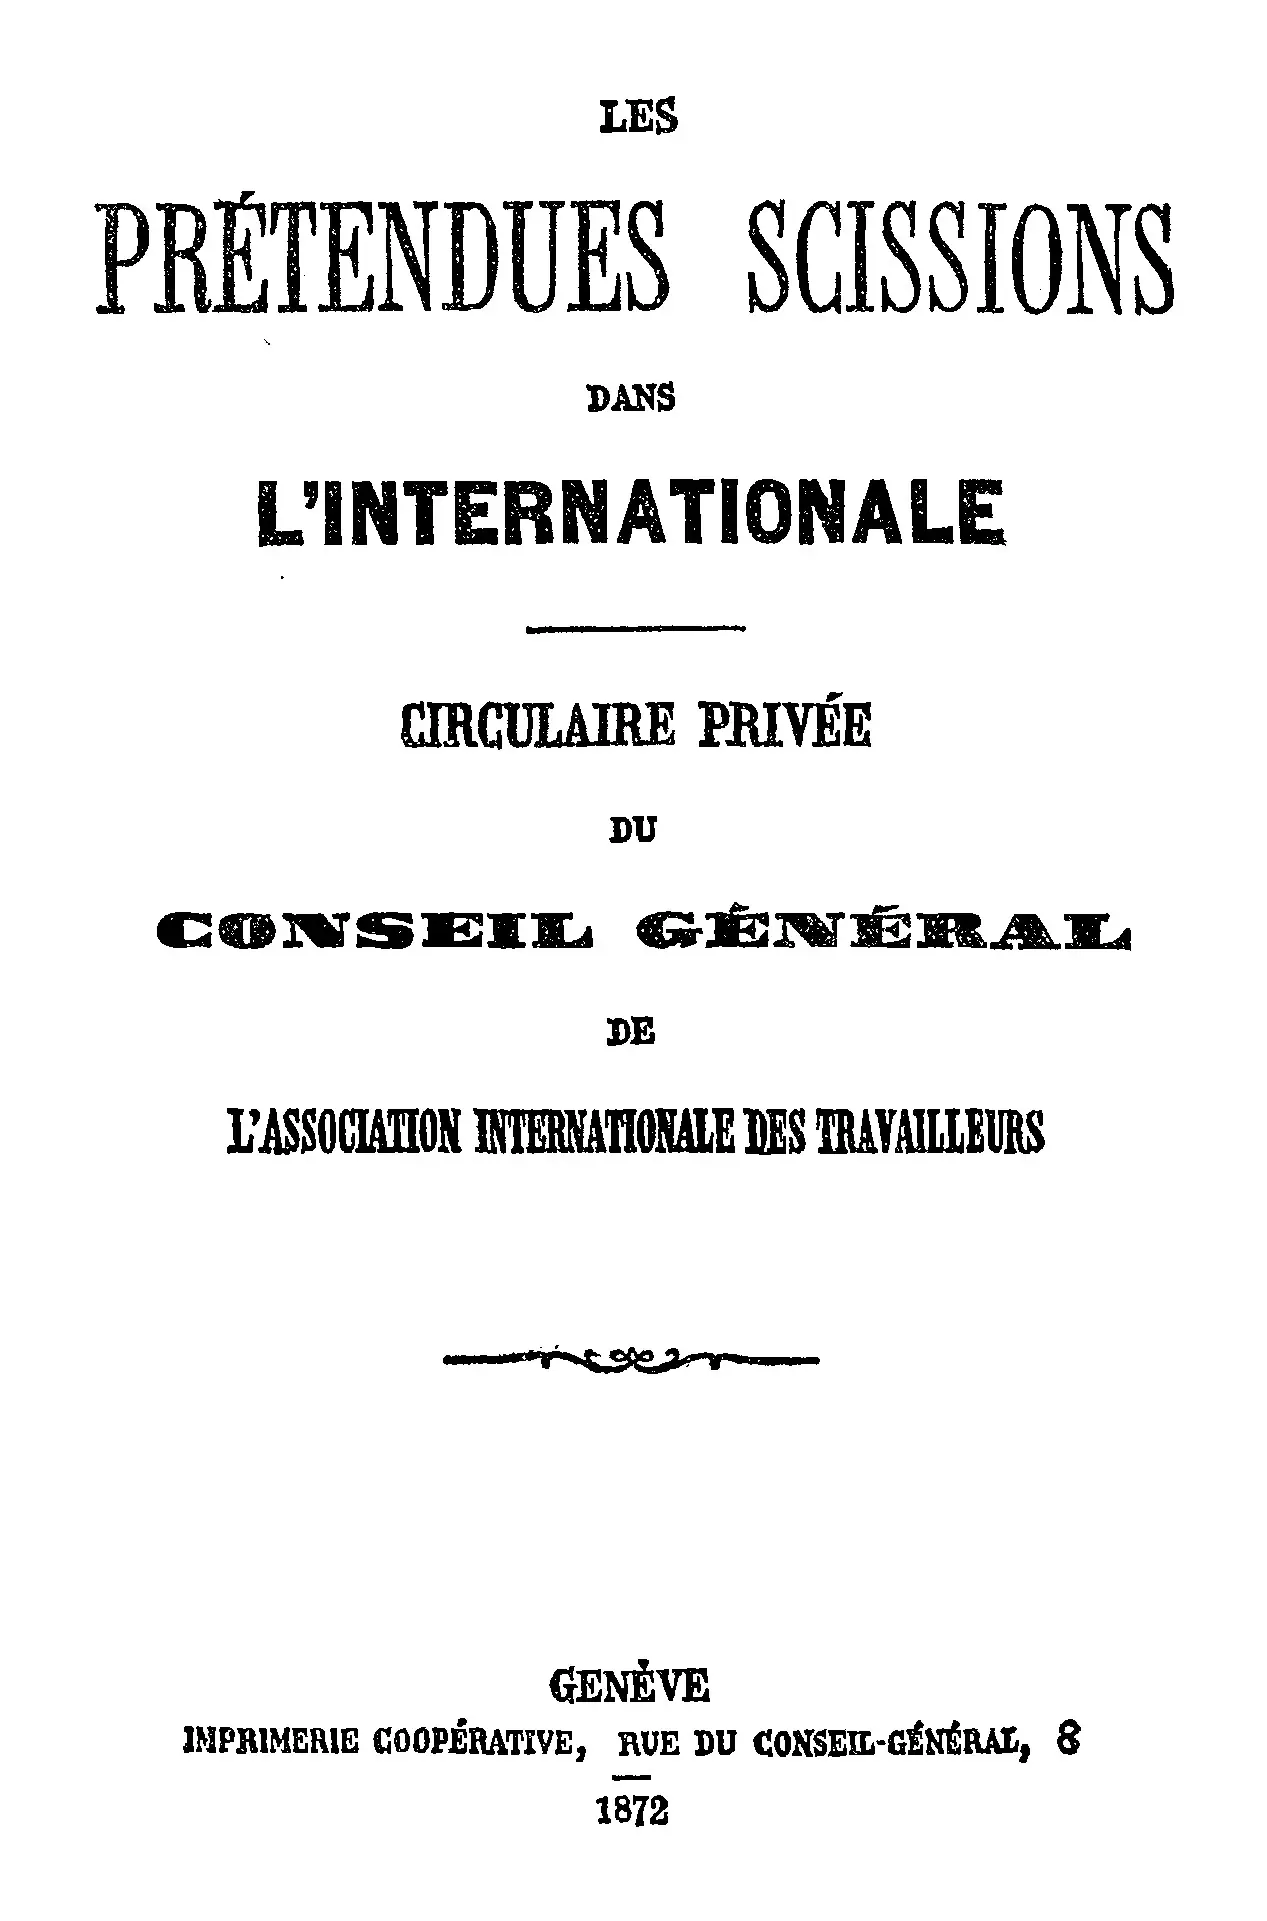 LES
PRÉTENDUES SCISSIONS
DANS
L'INTERNATIONALE
CIRCULAIRE PRIVÉE
DU
CONSEIL GÉNÉRAL
DE
L'ASSOCIATION INTERNATIONALE DES TRAVAILLEURS
GENÈVE
IMPRIMERIE COOPÉRATIVE, RUE DU CONSEIL-GÉNÉRAL, 8
1872